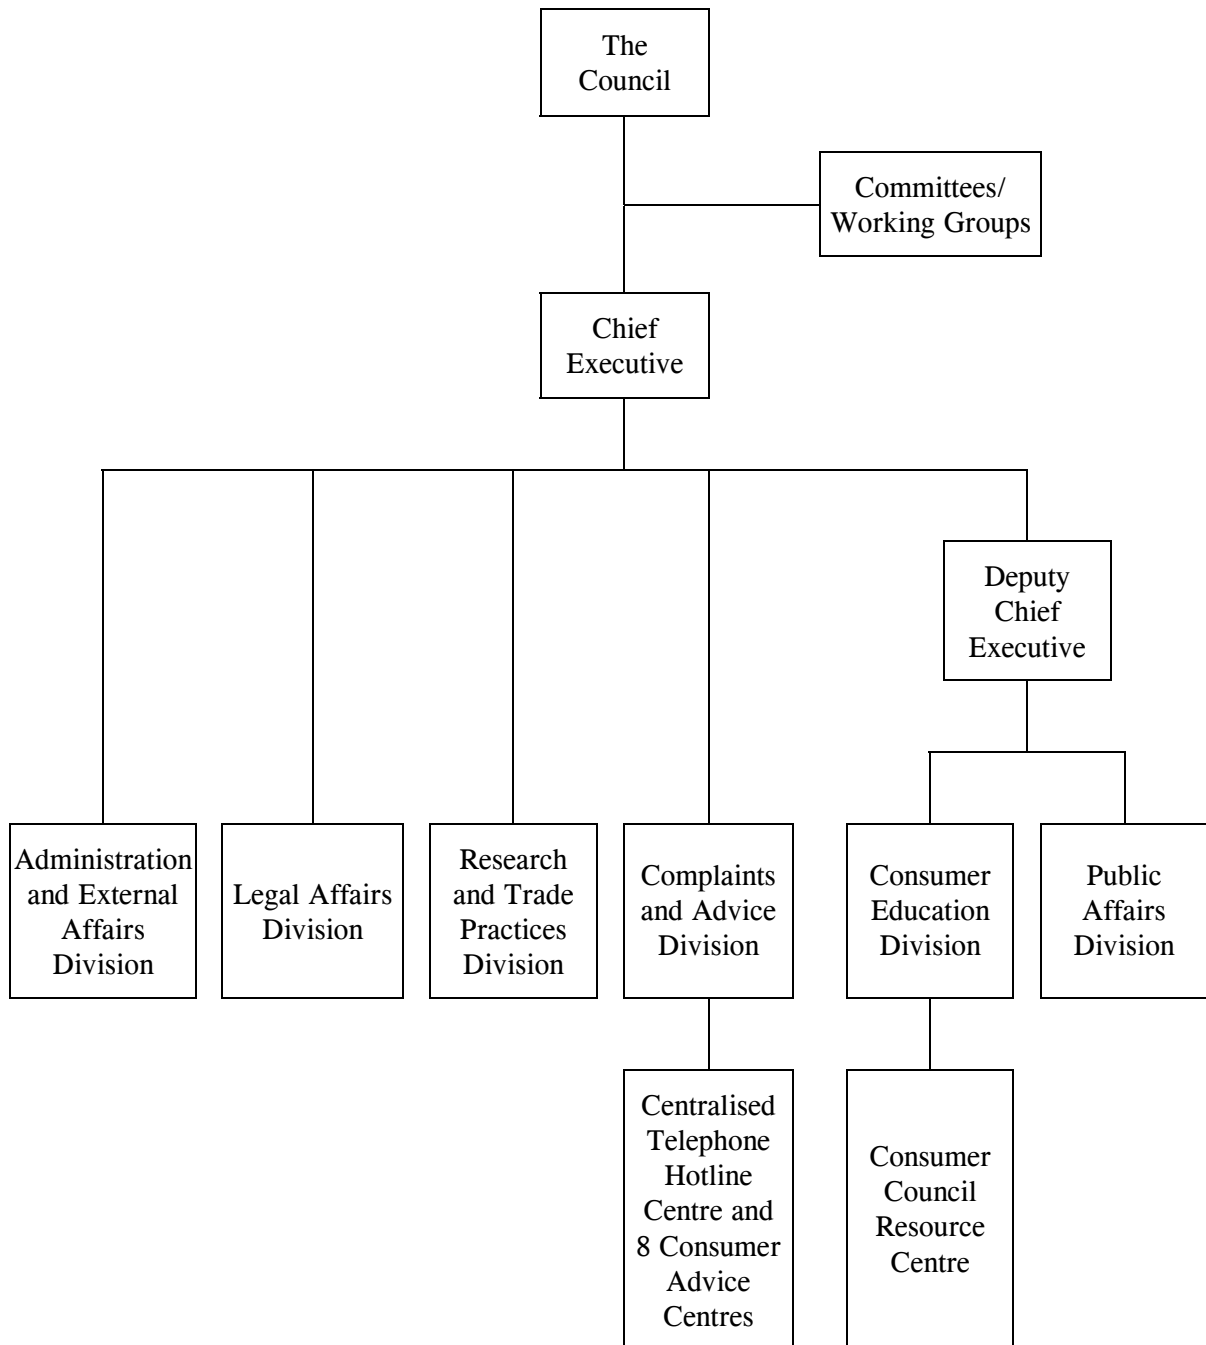 The
Council
Committees/
Working Groups
Chief
Executive
Deputy
Chief
Executive
Administration
and External
Affairs
Division
Legal Affairs
Division
Research
and Trade
Practices
Division
Complaints
and Advice
Division
Consumer
Education
Division
Public
Affairs
Division
Centralised
Telephone
Hotline
Centre and
8 Consumer
Advice
Centres
Consumer
Council
Resource
Centre